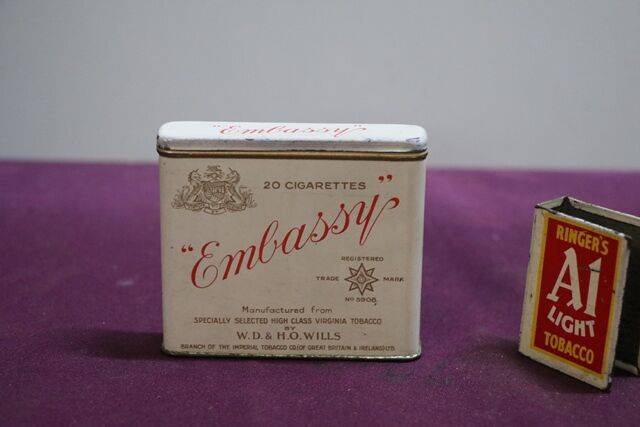 "Embassy"
20 CIGARETTES
"Embassy"
REGISTERED
TRADE MARK
No 5906
Manufactured from
SPECIALLY SELECTED HIGH CLASS VIRGINIA TOBACCO
BY
W.D. & H.O. WILLS
BRANCH OF THE IMPERIAL TOBACCO CO. (OF GREAT BRITAIN & IRELAND) LTD.
RINGER'S
A1
LIGHT
TOBACCO